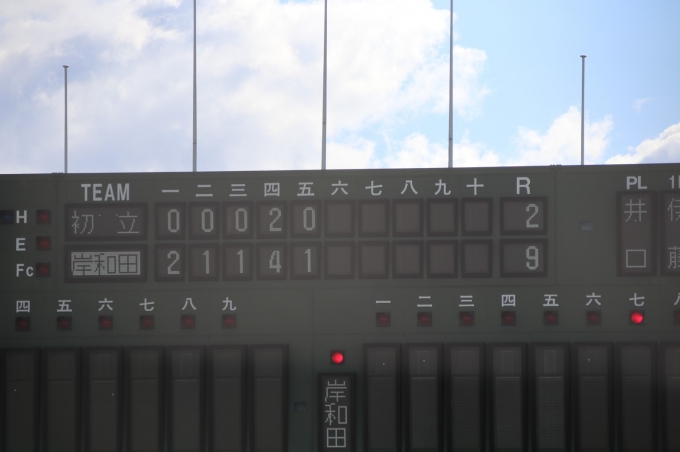 TEAM 一 二 三 四 五 六 七 八 九 十 R PL
H 初立 0 0 0 2 0 2 井
E
Fc 岸和田 2 1 1 4 1 9 口
四 五 六 七 八 九 一 二 三 四 五 六 七
岸和田